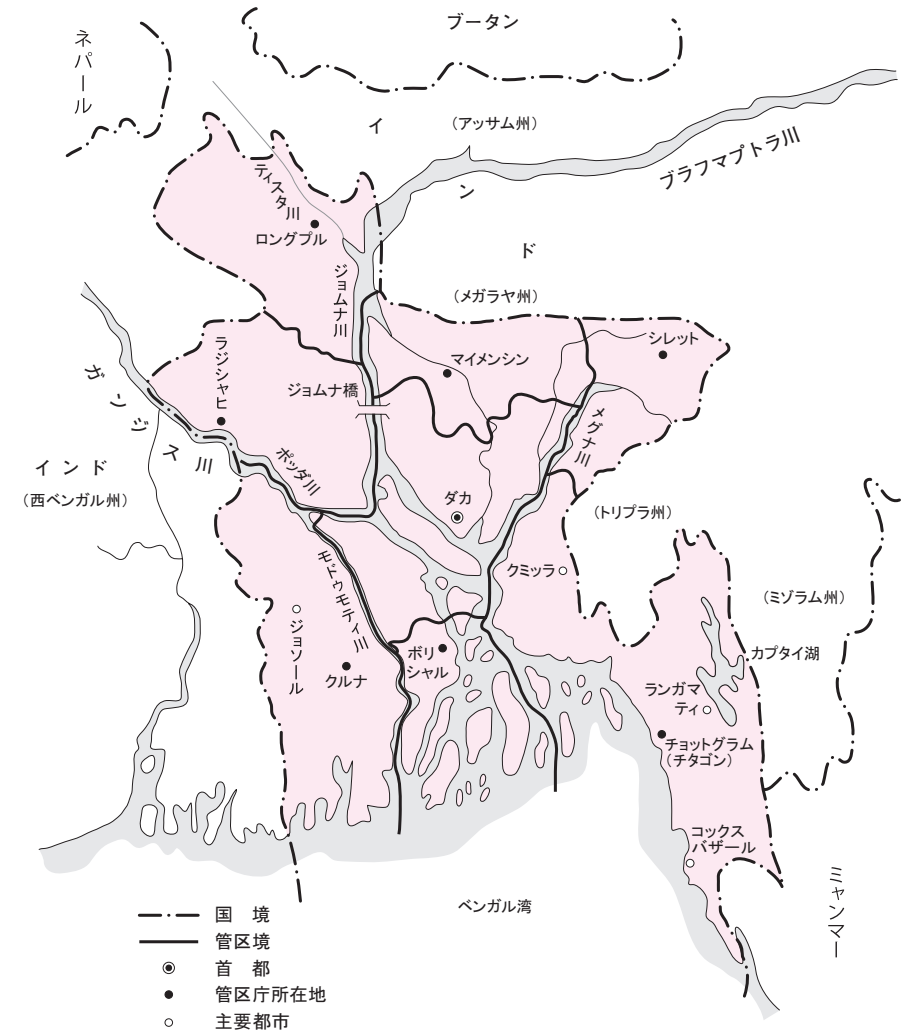 ブータン
ネパール
イ
(アッサム州)
ン
ド
ブラフマプトラ川
ティスタ川
ロングプル
ジョムナ川
(メガラヤ州)
シレット
マイメンシン
ラジシャヒ
ジョムナ橋
ガンジス川
メグナ川
ポッダ川
インド
(西ベンガル州)
ダカ
(トリプラ州)
クミッラ
モドゥモティ川
(ミゾラム州)
ジョソール
カプタイ湖
ボリ
シャル
クルナ
ランガマ
ティ
チョットグラム
(チタゴン)
コックス
バザール
ミャンマー
ベンガル湾
国 境
管区境
首 都
管区庁所在地
主要都市